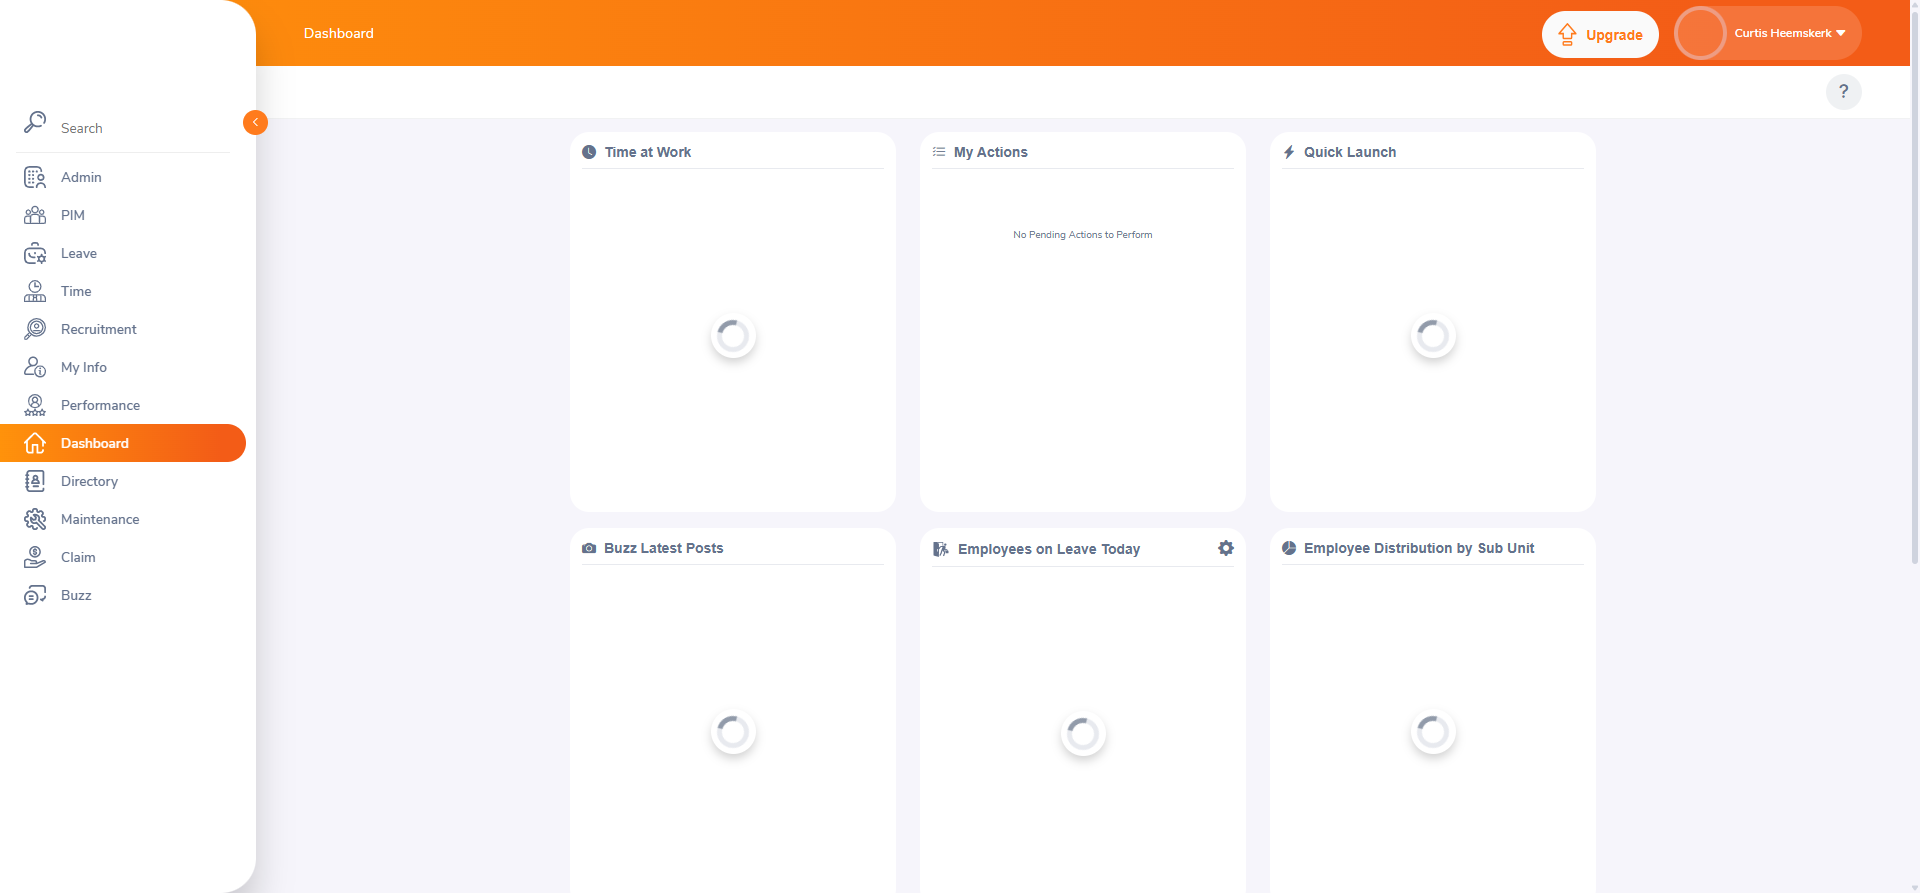 Dashboard
Upgrade
Curtis Heemskerk
?
Search
Admin
PIM
Leave
Time
Recruitment
My Info
Performance
Dashboard
Directory
Maintenance
Claim
Buzz
Time at Work
My Actions
No Pending Actions to Perform
Quick Launch
Buzz Latest Posts
Employees on Leave Today
Employee Distribution by Sub Unit